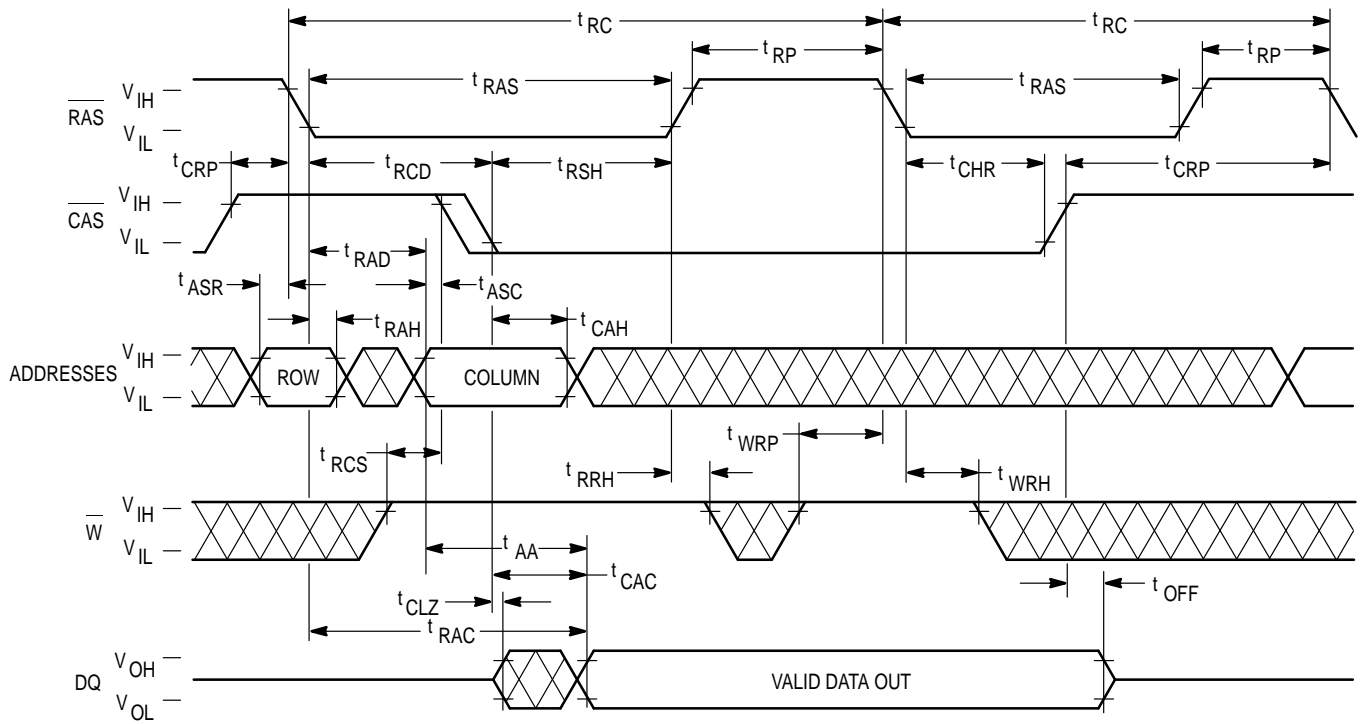 t RC t RC
t RP t RP
t RAS t RAS
V IH
RAS
V IL
t CRP t RCD t RSH t CHR t CRP
V IH
CAS
V IL
t RAD
t ASR t ASC
t RAH t CAH
V IH
ADDRESSES ROW COLUMN
V IL
t WRP
t RCS t RRH t WRH
V IH
W
V IL
t AA
t CAC
t CLZ t OFF
t RAC
V OH
DQ VALID DATA OUT
V OL